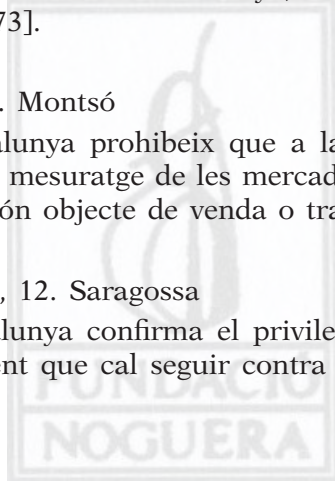 73].
. Montsó
alunya prohibeix que a la
mesuratge de les mercad
ón objecte de venda o tra
, 12. Saragossa
alunya confirma el privile
ent que cal seguir contra
FUNDACIÓ
NOGUERA